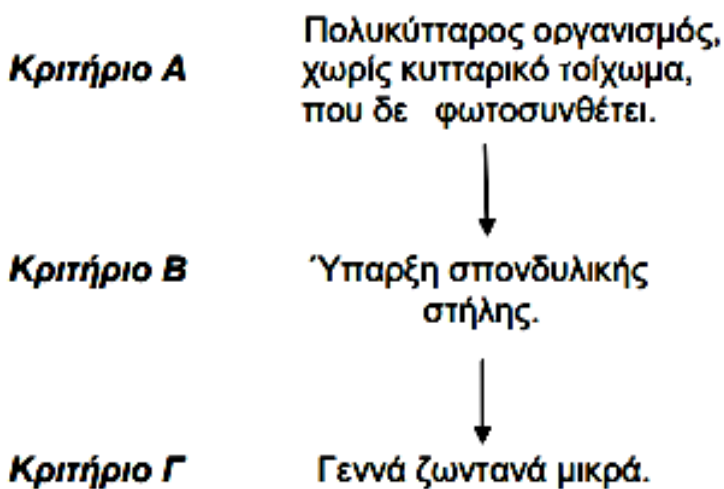 Κριτήριο Α
Πολυκύτταρος οργανισμός,
χωρίς κυτταρικό τοίχωμα,
που δε φωτοσυνθέτει.
Κριτήριο Β
Ύπαρξη σπονδυλικής
στήλης.
Κριτήριο Γ
Γεννά ζωντανά μικρά.